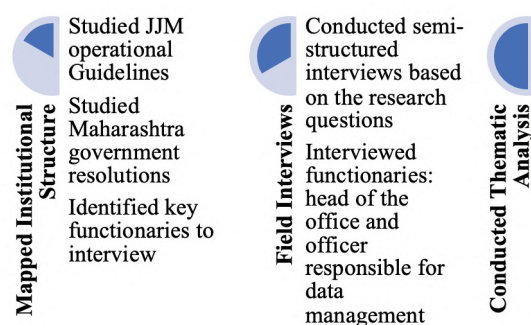 Mapped Institutional
Structure
Studied JJM
operational
Guidelines
Studied
Maharashtra
government
resolutions
Identified key
functionaries to
interview
Field Interviews
Conducted semi-
structured
interviews based
on the research
questions
Interviewed
functionaries:
head of the
office and
officer
responsible for
data
management
Conducted Thematic
Analysis